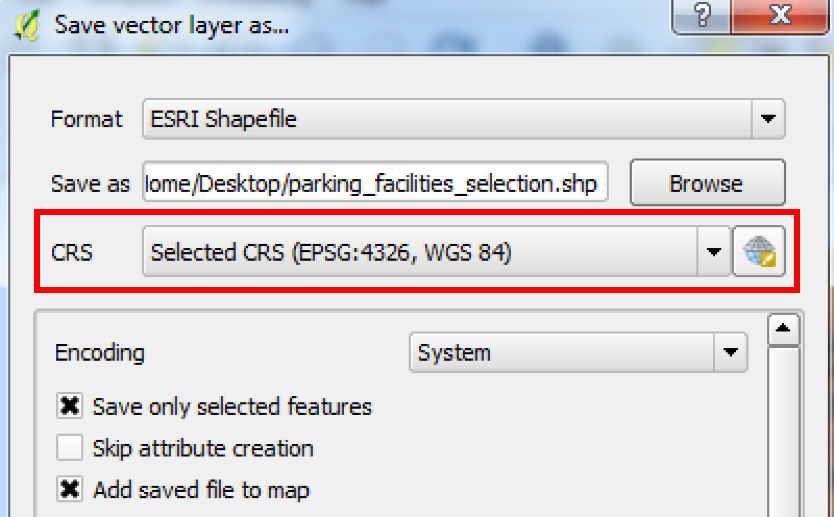 Save vector layer as...
Format ESRI Shapefile
Save as /Home/Desktop/parking_facilities_selection.shp Browse
CRS Selected CRS (EPSG:4326, WGS 84)
Encoding System
Save only selected features
Skip attribute creation
Add saved file to map